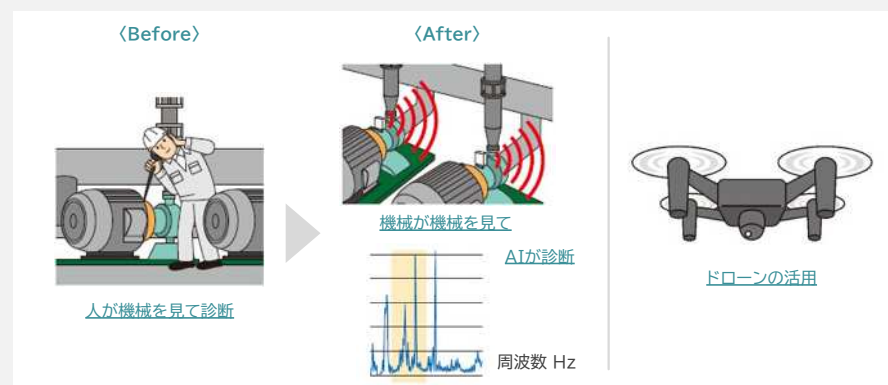 〈Before〉
〈After〉
人が機械を見て診断
機械が機械を見て
AIが診断
周波数 Hz
ドローンの活用